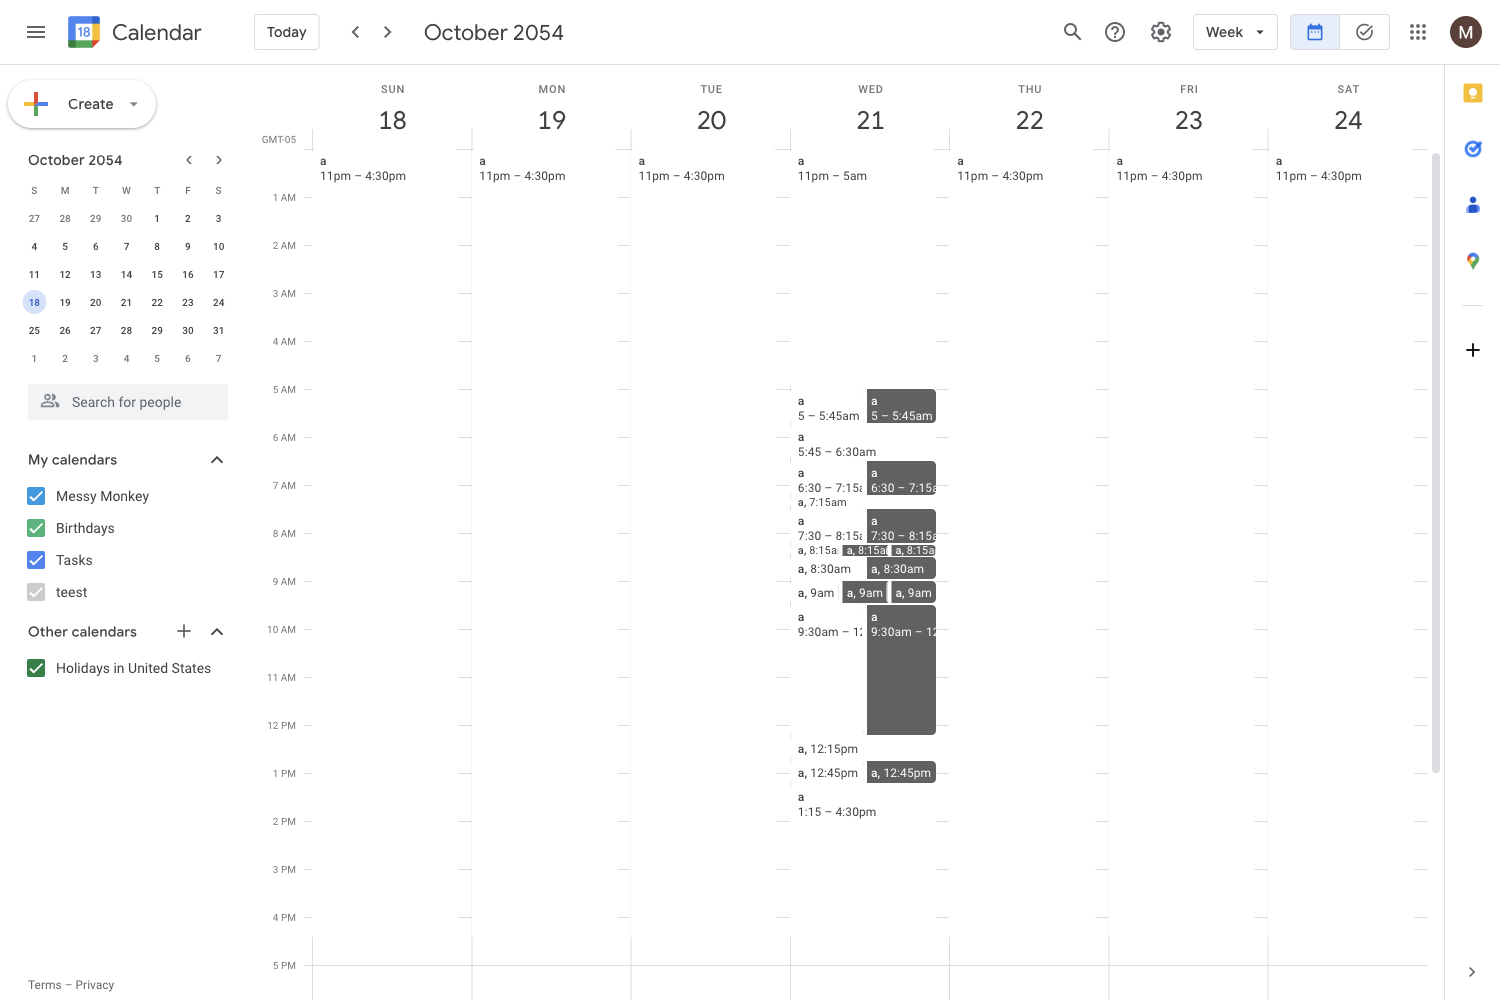 18 Calendar Today October 2054 Week M
Create
October 2054
S M T W T F S
27 28 29 30 1 2 3
4 5 6 7 8 9 10
11 12 13 14 15 16 17
18 19 20 21 22 23 24
25 26 27 28 29 30 31
1 2 3 4 5 6 7
Search for people
My calendars
Messy Monkey
Birthdays
Tasks
teest
Other calendars
Holidays in United States
Terms – Privacy
SUN MON TUE WED THU FRI SAT
18 19 20 21 22 23 24
GMT-05
a a a a a a a
11pm – 4:30pm 11pm – 4:30pm 11pm – 4:30pm 11pm – 5am 11pm – 4:30pm 11pm – 4:30pm 11pm – 4:30pm
1 AM
2 AM
3 AM
4 AM
5 AM
a a
5 – 5:45am 5 – 5:45am
6 AM
a
5:45 – 6:30am
a a
7 AM
6:30 – 7:15a 6:30 – 7:15a
a, 7:15am
a a
8 AM
7:30 – 8:15a 7:30 – 8:15a
a, 8:15a a, 8:15a a, 8:15a
a, 8:30am a, 8:30am
9 AM
a, 9am a, 9am a, 9am
a a
10 AM
9:30am – 12 9:30am – 12
11 AM
12 PM
a, 12:15pm
1 PM
a, 12:45pm a, 12:45pm
a
1:15 – 4:30pm
2 PM
3 PM
4 PM
5 PM